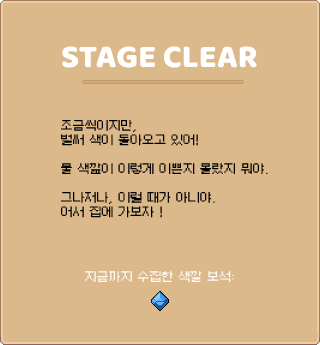 STAGE CLEAR
조금씩이지만,
벌써 색이 돌아오고 있어!
물 색깔이 이렇게 이쁜지 몰랐지 뭐야.
그나저나, 이럴 때가 아니야.
어서 집에 가보자 !
지금까지 수집한 색깔 보석: